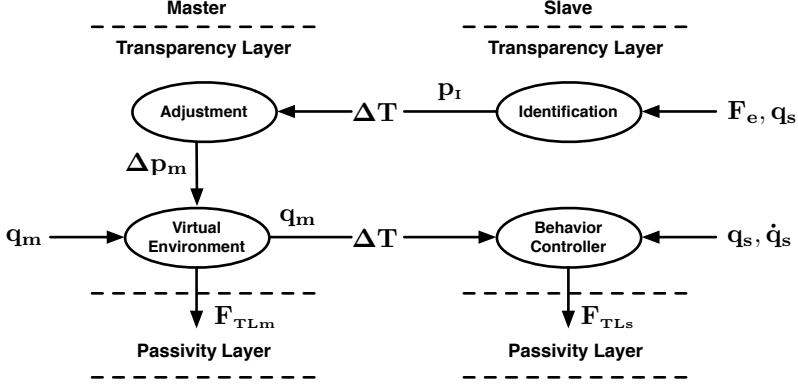 Master Slave
Transparency Layer Transparency Layer
Adjustment ΔT p_I Identification F_e, q_s
Δp_m
q_m Virtual Environment q_m ΔT Behavior Controller q_s, q̇_s
F_TLm F_TLs
Passivity Layer Passivity Layer